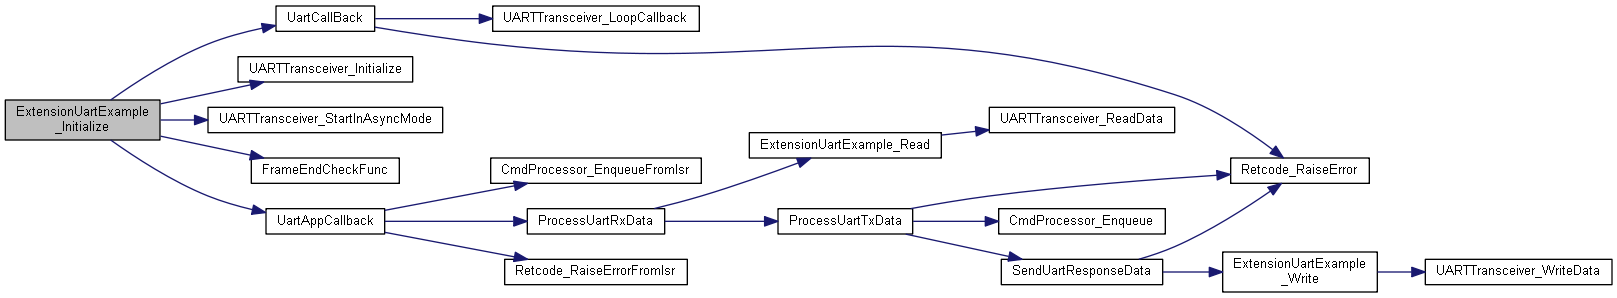 UartCallBack
UARTTransceiver_LoopCallback
UARTTransceiver_Initialize
ExtensionUartExample
_Initialize
UARTTransceiver_StartInAsyncMode
UARTTransceiver_ReadData
ExtensionUartExample_Read
FrameEndCheckFunc
CmdProcessor_EnqueueFromIsr
Retcode_RaiseError
UartAppCallback
ProcessUartRxData
ProcessUartTxData
CmdProcessor_Enqueue
Retcode_RaiseErrorFromIsr
SendUartResponseData
ExtensionUartExample
_Write
UARTTransceiver_WriteData